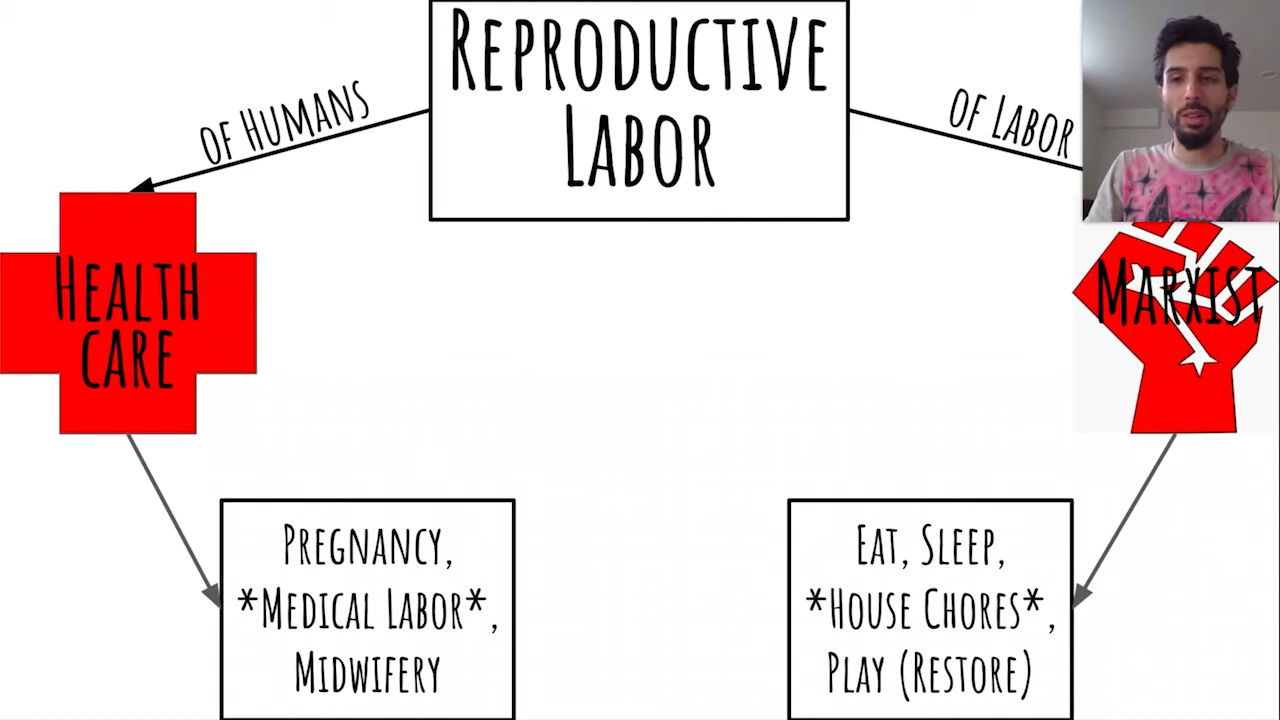 REPRODUCTIVE
LABOR
OF HUMANS
OF LABOR
HEALTH
CARE
MARXIST
PREGNANCY,
*MEDICAL LABOR*,
MIDWIFERY
EAT, SLEEP,
*HOUSE CHORES*,
PLAY (RESTORE)